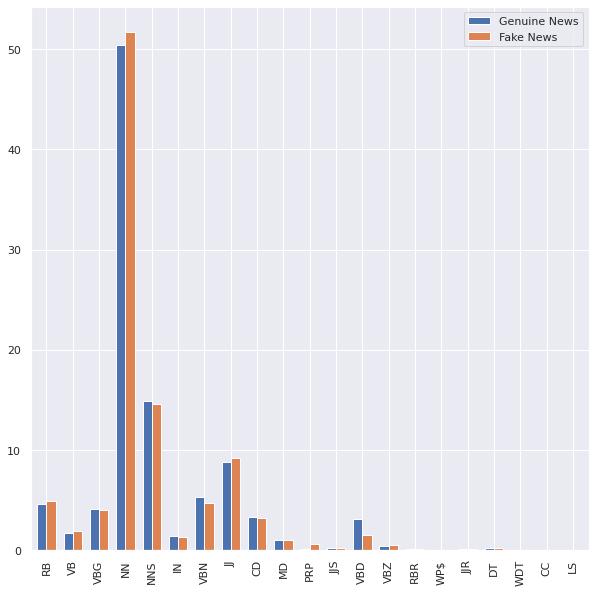 Genuine News
Fake News
50
40
30
20
10
0
RB VB VBG NN NNS IN VBN JJ CD MD PRP JJS VBD VBZ RBR WP$ JJR DT WDT CC LS